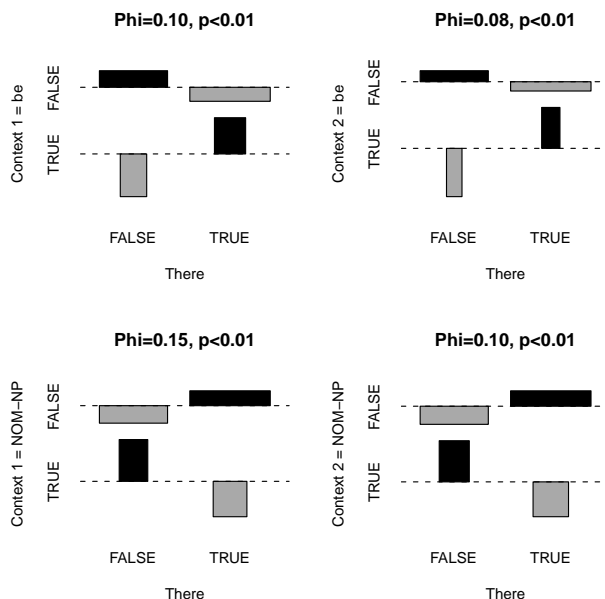 Phi=0.10, p<0.01
Context 1 = be
FALSE
TRUE
FALSE TRUE
There
Phi=0.08, p<0.01
Context 2 = be
FALSE
TRUE
FALSE TRUE
There
Phi=0.15, p<0.01
Context 1 = NOM−NP
FALSE
TRUE
FALSE TRUE
There
Phi=0.10, p<0.01
Context 2 = NOM−NP
FALSE
TRUE
FALSE TRUE
There